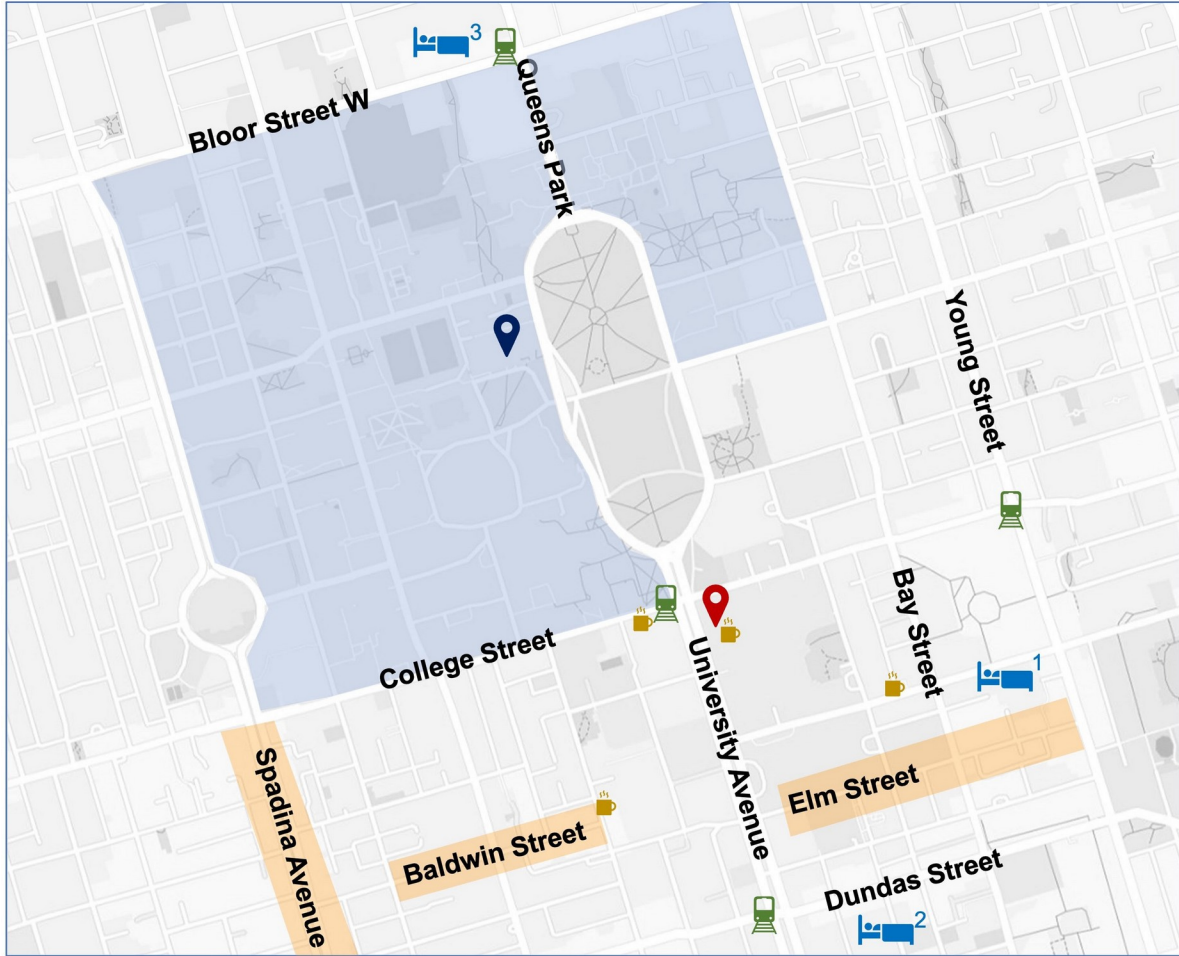 3
Bloor Street W
Queens Park
Young Street
Bay Street
1
College Street
University Avenue
Spadina Avenue
Elm Street
Baldwin Street
Dundas Street
2